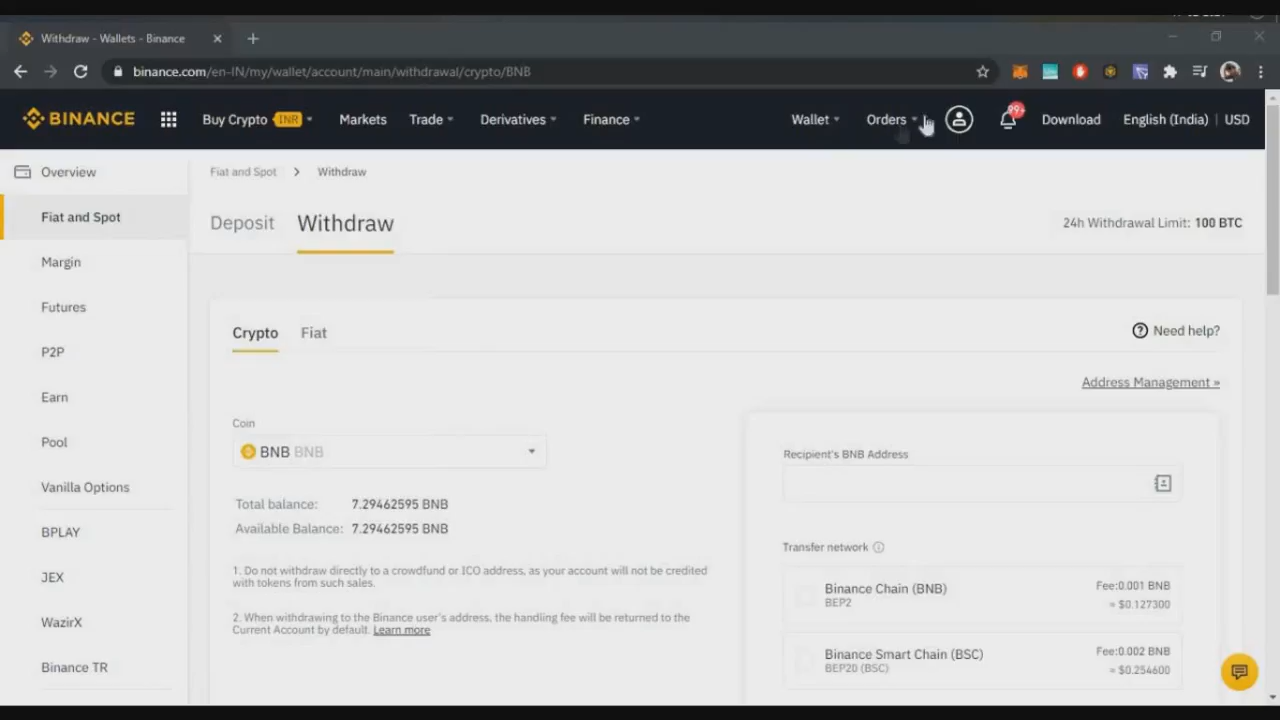 Withdraw - Wallets - Binance
binance.com/en-IN/my/wallet/account/main/withdrawal/crypto/BNB
BINANCE Buy Crypto INR Markets Trade Derivatives Finance Wallet Orders 99+ Download English (India) | USD
Overview
Fiat and Spot
Margin
Futures
P2P
Earn
Pool
Vanilla Options
BPLAY
JEX
WazirX
Binance TR
Fiat and Spot > Withdraw
Deposit Withdraw
24h Withdrawal Limit: 100 BTC
Crypto Fiat
Need help?
Address Management »
Coin
BNB BNB
Total balance: 7.29462595 BNB
Available Balance: 7.29462595 BNB
1. Do not withdraw directly to a crowdfund or ICO address, as your account will not be credited
with tokens from such sales.
2. When withdrawing to the Binance user's address, the handling fee will be returned to the
Current Account by default. Learn more
Recipient's BNB Address
Transfer network
Binance Chain (BNB) Fee:0.001 BNB
BEP2 ≈ $0.127300
Binance Smart Chain (BSC) Fee:0.002 BNB
BEP20 (BSC) ≈ $0.254600